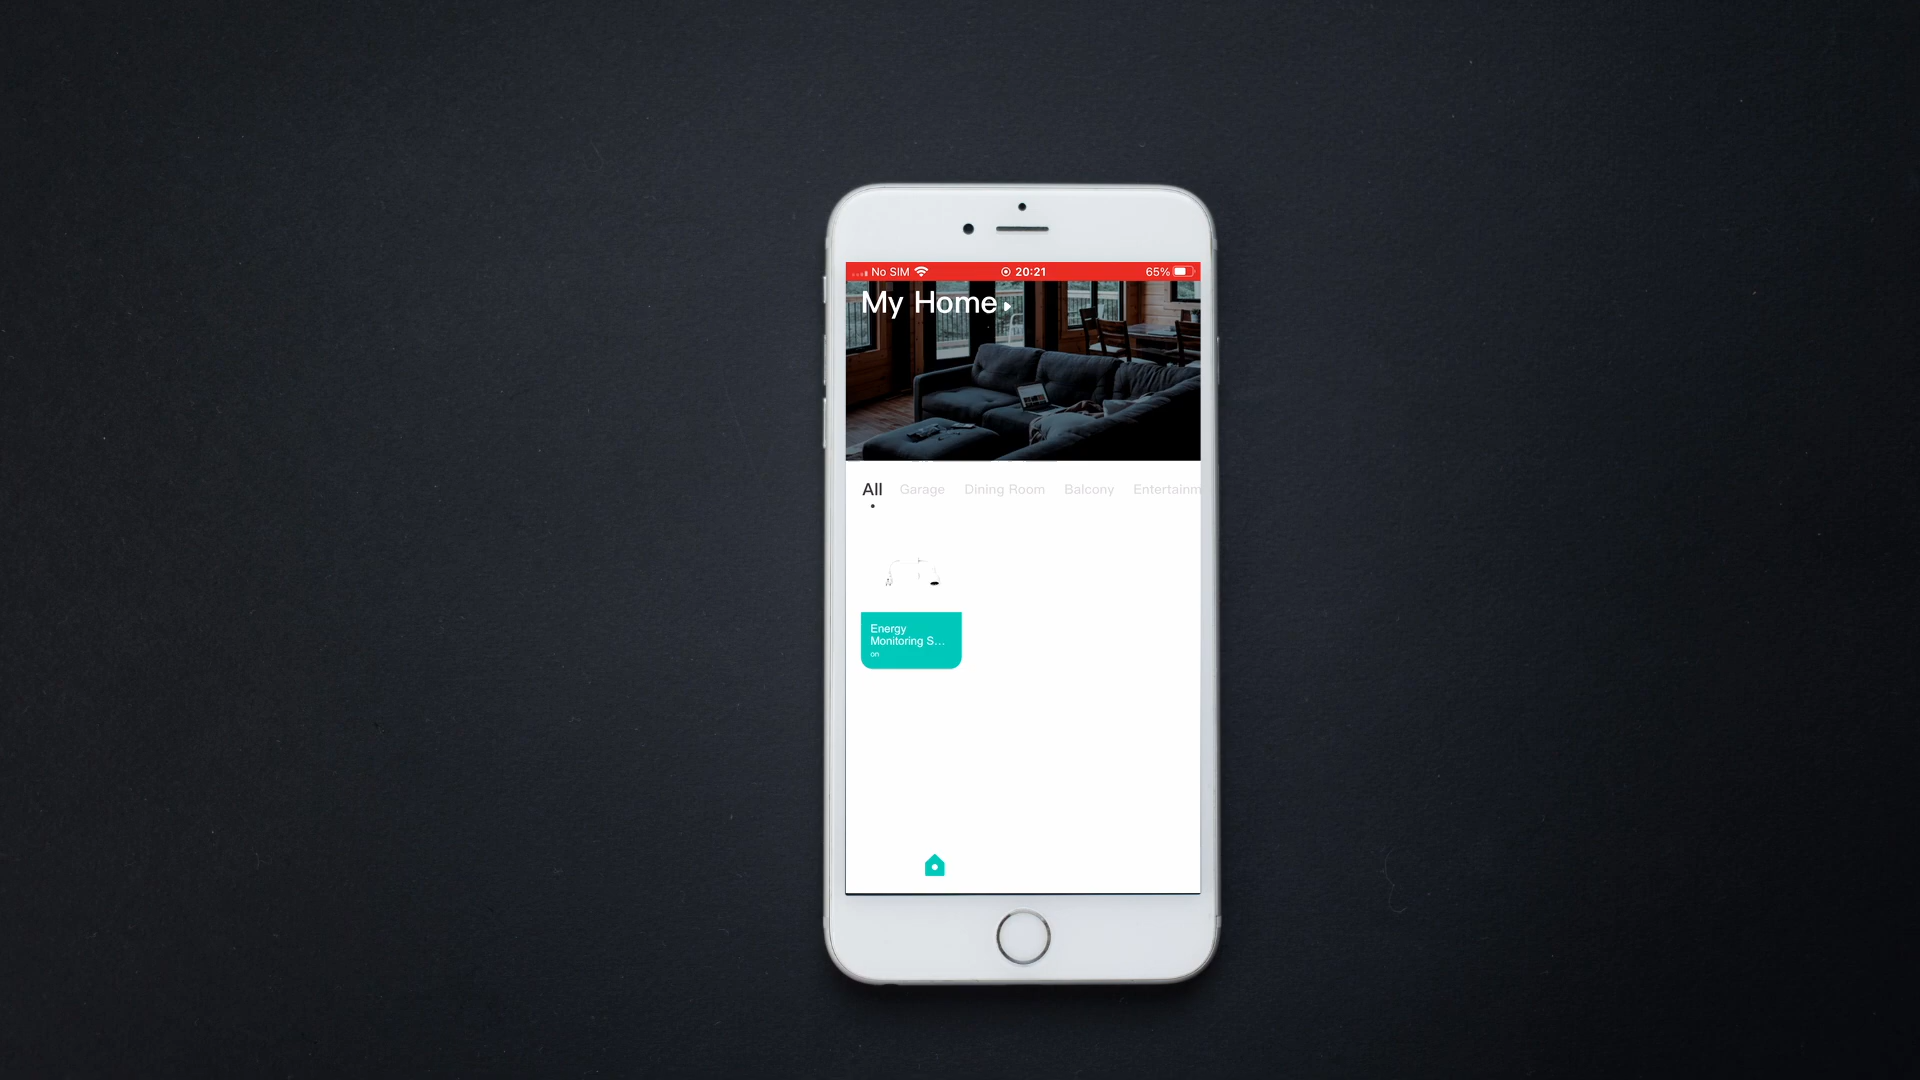 No SIM 20:21 65%
My Home
All Garage Dining Room Balcony Entertainm
Energy
Monitoring S...
on